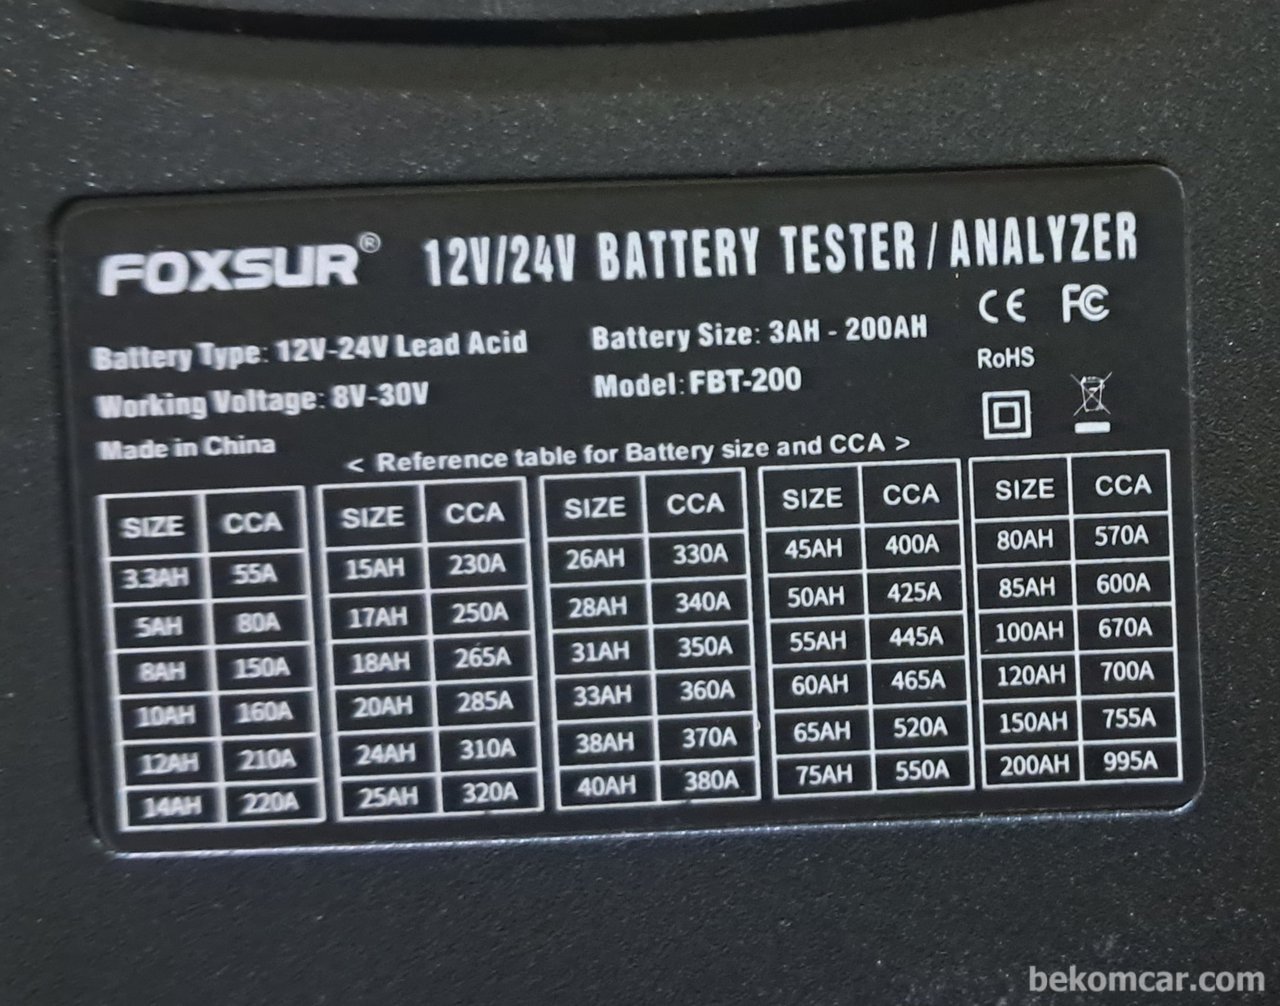 FOXSUR® 12V/24V BATTERY TESTER / ANALYZER
Battery Type: 12V-24V Lead Acid Battery Size: 3AH - 200AH
Working Voltage: 8V-30V Model: FBT-200
Made in China
CE FC
RoHS
< Reference table for Battery size and CCA >
SIZE CCA SIZE CCA SIZE CCA SIZE CCA SIZE CCA
3.3AH 55A 15AH 230A 26AH 330A 45AH 400A 80AH 570A
5AH 80A 17AH 250A 28AH 340A 50AH 425A 85AH 600A
8AH 150A 18AH 265A 31AH 350A 55AH 445A 100AH 670A
10AH 160A 20AH 285A 33AH 360A 60AH 465A 120AH 700A
12AH 210A 24AH 310A 38AH 370A 65AH 520A 150AH 755A
14AH 220A 25AH 320A 40AH 380A 75AH 550A 200AH 995A
bekomcar.com